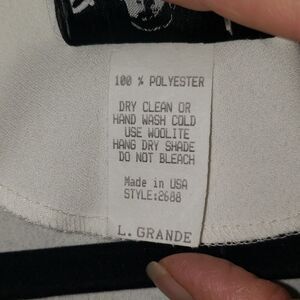 100 % POLYESTER
DRY CLEAN OR
HAND WASH COLD
USE WOOLITE
HANG DRY SHADE
DO NOT BLEACH
Made in USA
STYLE:2688
L. GRANDE